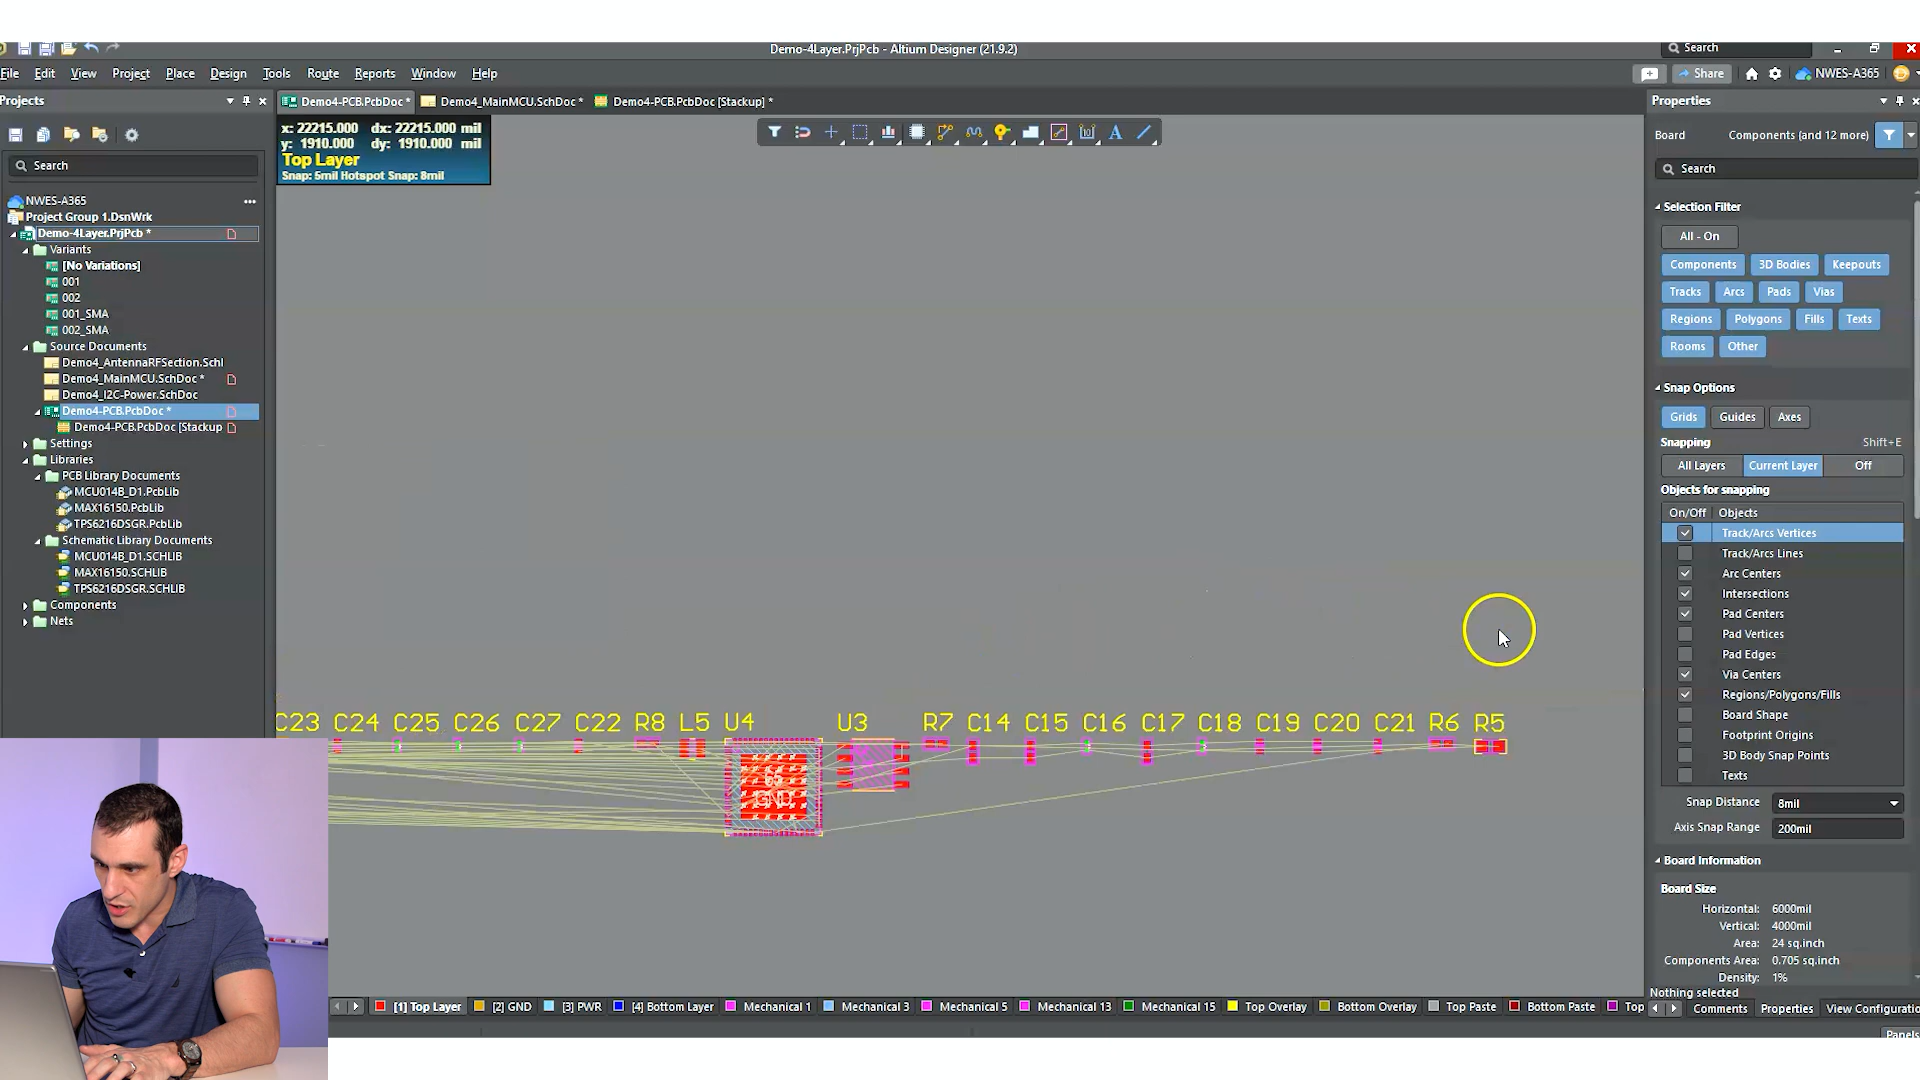 Demo-4Layer.PrjPcb - Altium Designer (21.9.2)
Search
File Edit View Project Place Design Tools Route Reports Window Help
Share
NWES-A365
Projects
Search
NWES-A365
Project Group 1.DsnWrk
Demo-4Layer.PrjPcb *
Variants
[No Variations]
001
002
001_SMA
002_SMA
Source Documents
Demo4_AntennaRFSection.SchI
Demo4_MainMCU.SchDoc *
Demo4_I2C-Power.SchDoc
Demo4-PCB.PcbDoc *
Demo4-PCB.PcbDoc [Stackup
Settings
Libraries
PCB Library Documents
MCU014B_D1.PcbLib
MAX16150.PcbLib
TPS6216DSGR.PcbLib
Schematic Library Documents
MCU014B_D1.SCHLIB
MAX16150.SCHLIB
TPS6216DSGR.SCHLIB
Components
Nets
Demo4-PCB.PcbDoc * Demo4_MainMCU.SchDoc * Demo4-PCB.PcbDoc [Stackup] *
x: 22215.000 dx: 22215.000 mil
y: 1910.000 dy: 1910.000 mil
Top Layer
Snap: 5mil Hotspot Snap: 8mil
C23 C24 C25 C26 C27 C22 R8 L5 U4 U3 R7 C14 C15 C16 C17 C18 C19 C20 C21 R6 R5
65
GND
[1] Top Layer [2] GND [3] PWR [4] Bottom Layer Mechanical 1 Mechanical 3 Mechanical 5 Mechanical 13 Mechanical 15 Top Overlay Bottom Overlay Top Paste Bottom Paste Top
Properties
Board Components (and 12 more)
Search
Selection Filter
All - On
Components 3D Bodies Keepouts
Tracks Arcs Pads Vias
Regions Polygons Fills Texts
Rooms Other
Snap Options
Grids Guides Axes
Snapping Shift+E
All Layers Current Layer Off
Objects for snapping
On/Off Objects
Track/Arcs Vertices
Track/Arcs Lines
Arc Centers
Intersections
Pad Centers
Pad Vertices
Pad Edges
Via Centers
Regions/Polygons/Fills
Board Shape
Footprint Origins
3D Body Snap Points
Texts
Snap Distance 8mil
Axis Snap Range 200mil
Board Information
Board Size
Horizontal: 6000mil
Vertical: 4000mil
Area: 24 sq.inch
Components Area: 0.705 sq.inch
Density: 1%
Nothing selected
Comments Properties View Configuratio
Panels